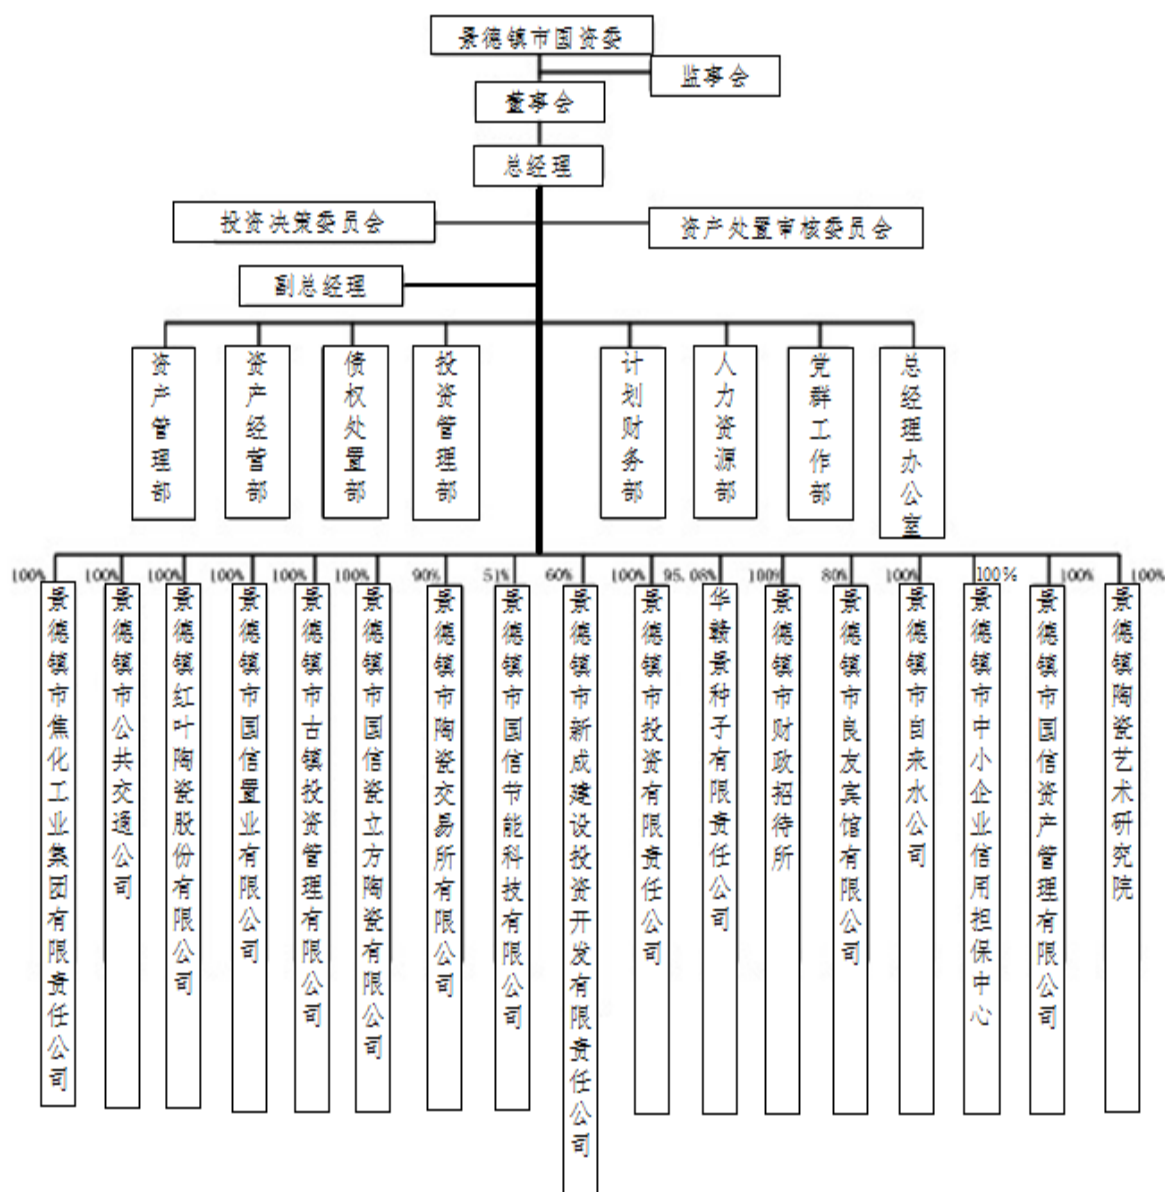 景德镇市国资委
监事会
董事会
总经理
投资决策委员会
资产处置审核委员会
副总经理
资产管理部
资产经营部
债权处置部
投资管理部
计划财务部
人力资源部
党群工作部
总经理办公室
100% 100% 100% 100% 100% 100% 90% 51% 60% 100% 95.08% 100% 80% 100% 100% 100% 100%
景德镇市焦化工业集团有限责任公司
景德镇市公共交通公司
景德镇红叶陶瓷股份有限公司
景德镇市国信置业有限公司
景德镇市古镇投资管理有限公司
景德镇市国信瓷立方陶瓷有限公司
景德镇市陶瓷交易所有限公司
景德镇市国信节能科技有限公司
景德镇市新成建设投资开发有限责任公司
景德镇市投资有限责任公司
华赣景种子有限责任公司
景德镇市财政招待所
景德镇市良友宾馆有限公司
景德镇市自来水公司
景德镇市中小企业信用担保中心
景德镇市国信资产管理有限公司
景德镇陶瓷艺术研究院